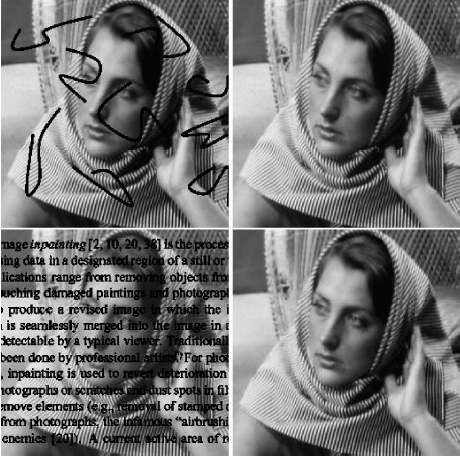 mage inpainting [2, 10, 20, 38] is the proces
ing data in a designated region of a still or
lications range from removing objects fro
ouching damaged paintings and photograp
produce a revised image in which the i
is seamlessly merged into the image in a
detectable by a typical viewer. Traditionall
been done by professional artists. For phot
, inpainting is used to revert deterioration
hotographs or scratches and dust spots in fil
emove elements (e.g., removal of stamped
from photographs, the infamous "airbrushi
enemies [20]). A current active area of re